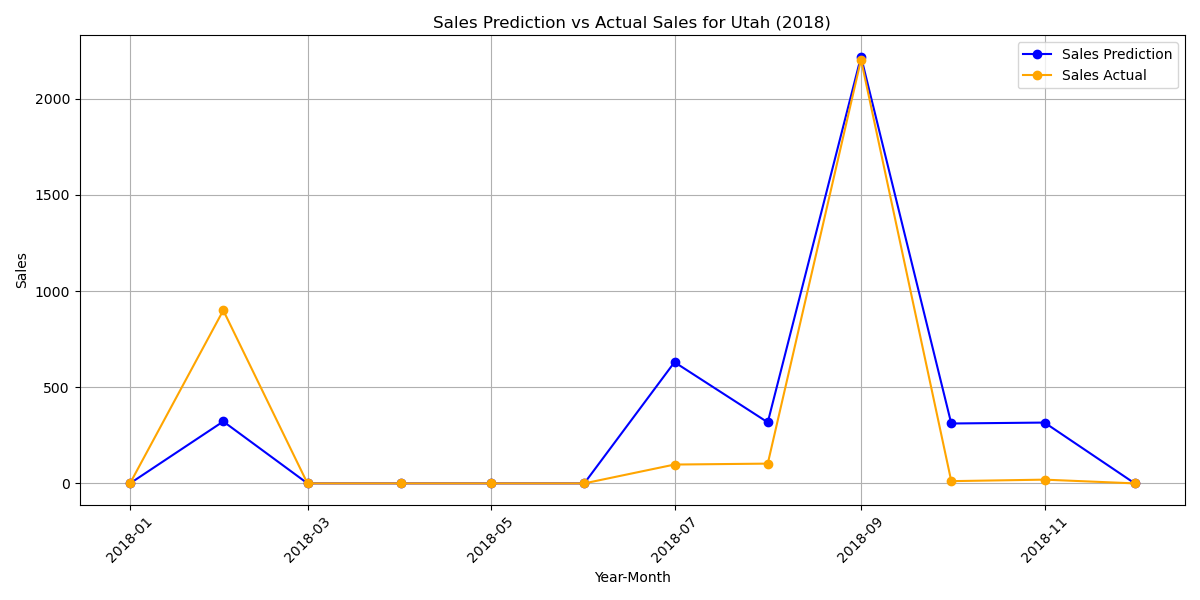 Sales Prediction vs Actual Sales for Utah (2018)
Sales Prediction
Sales Actual
Sales
2000
1500
1000
500
0
2018-01
2018-03
2018-05
2018-07
2018-09
2018-11
Year-Month